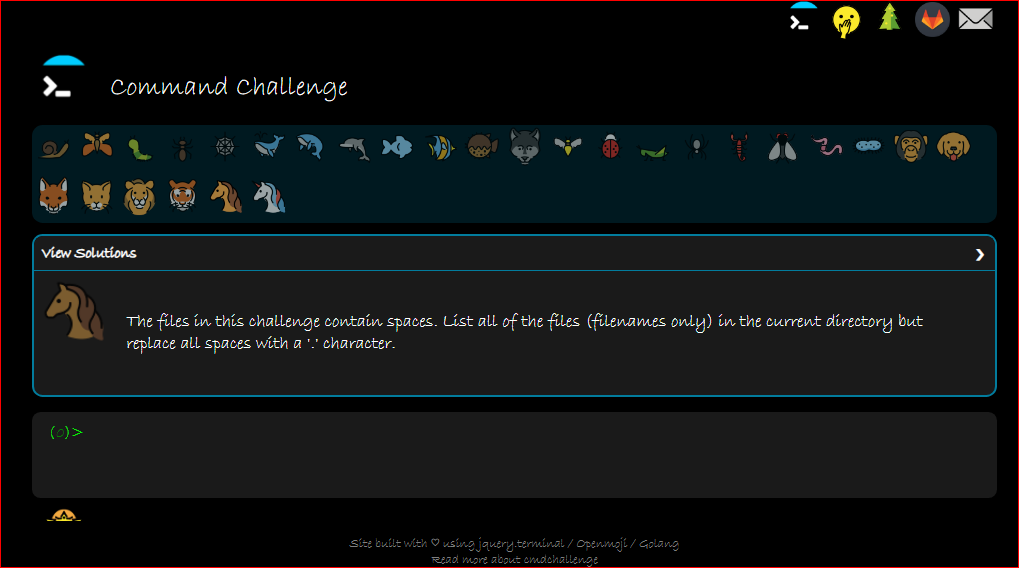 Command Challenge
View Solutions
The files in this challenge contain spaces. List all of the files (filenames only) in the current directory but
replace all spaces with a '.' character.
(0)>
Site built with ♡ using jquery.terminal / Openmoji / Golang
Read more about cmdchallenge